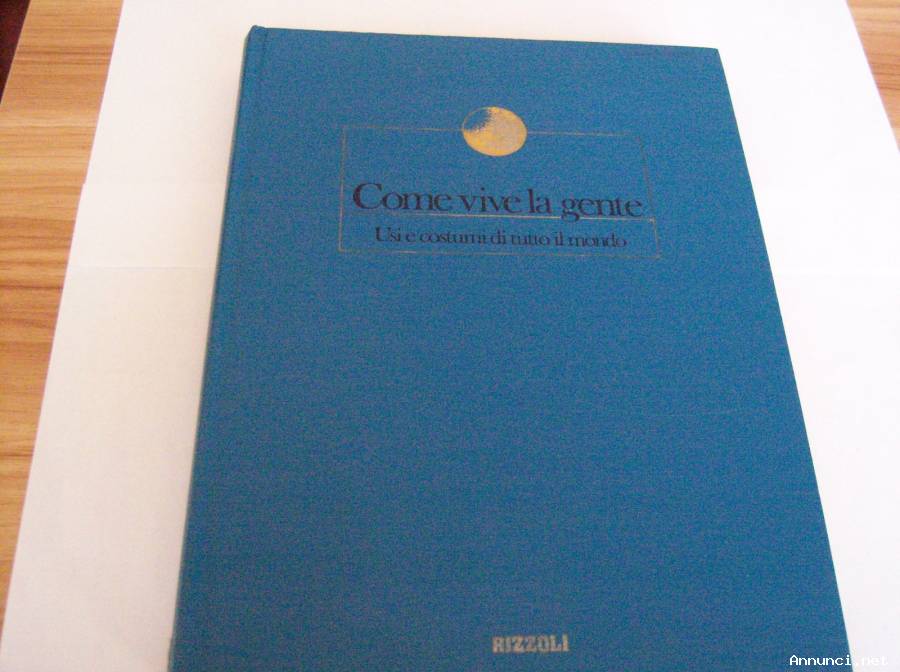 Come vive la gente
Usi e costumi di tutto il mondo
RIZZOLI
Annunci.net